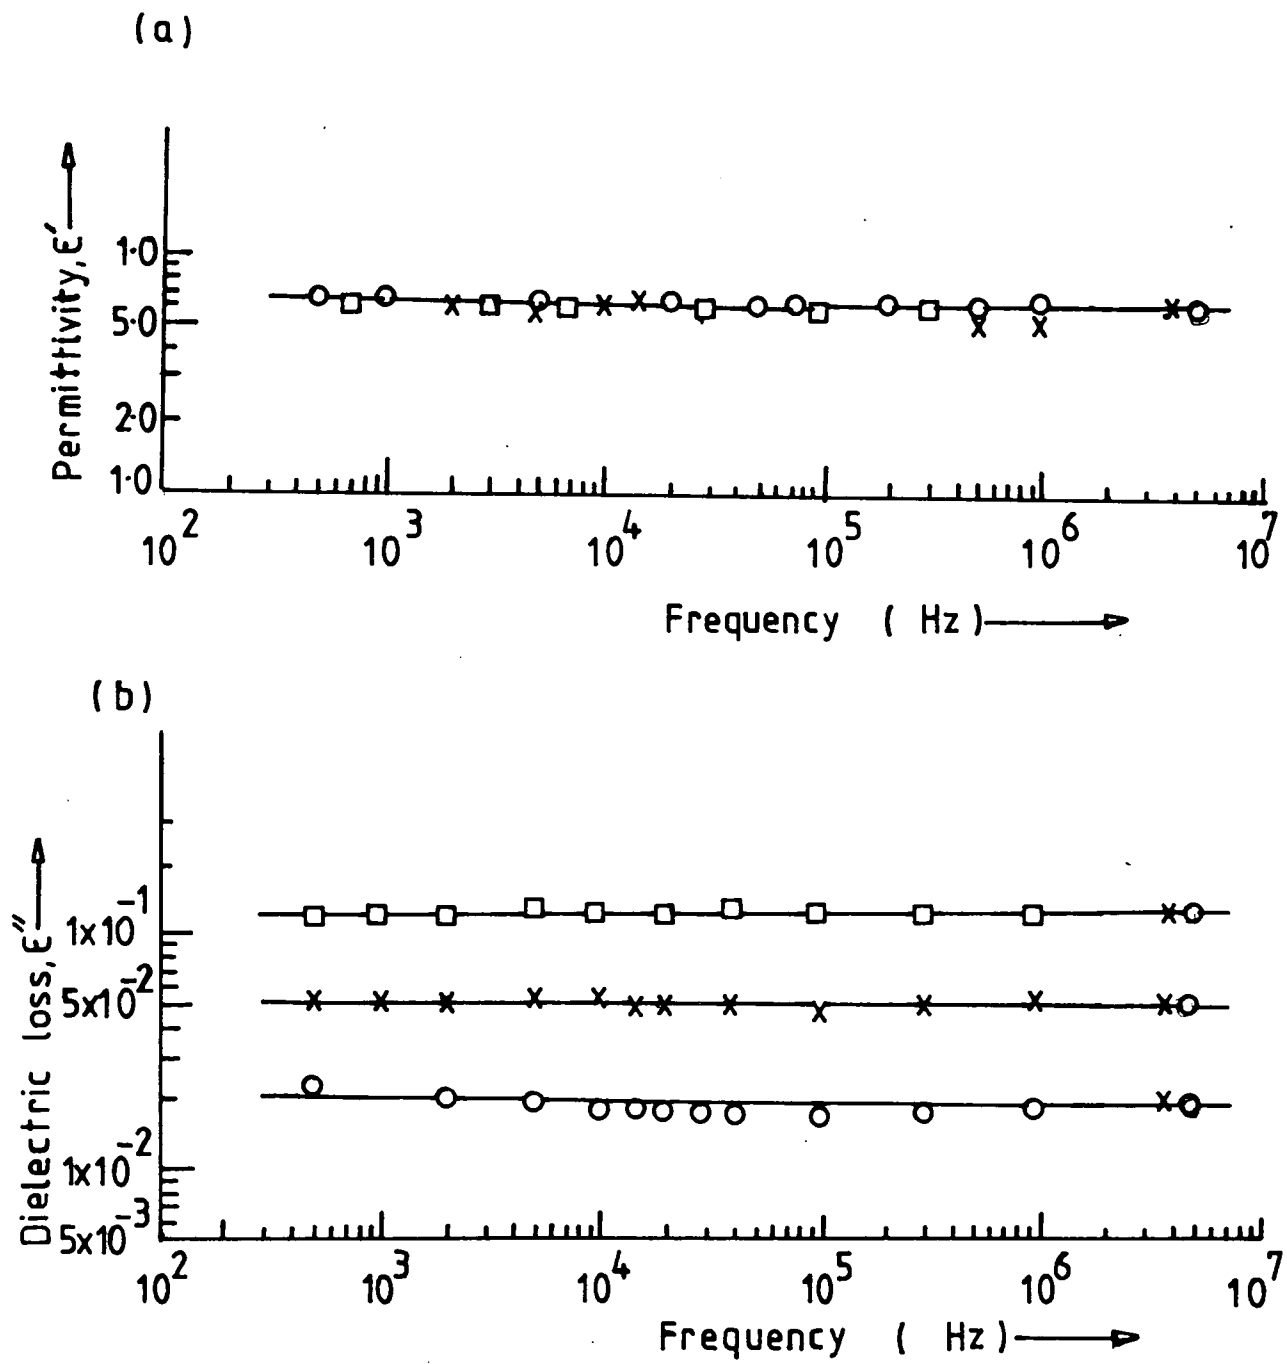 (a)
Permittivity, ε′
1·0
5·0
2·0
1·0
10² 10³ 10⁴ 10⁵ 10⁶ 10⁷
Frequency ( Hz )
(b)
Dielectric loss, ε″
1x10⁻¹
5x10⁻²
1x10⁻²
5x10⁻³
10² 10³ 10⁴ 10⁵ 10⁶ 10⁷
Frequency ( Hz )